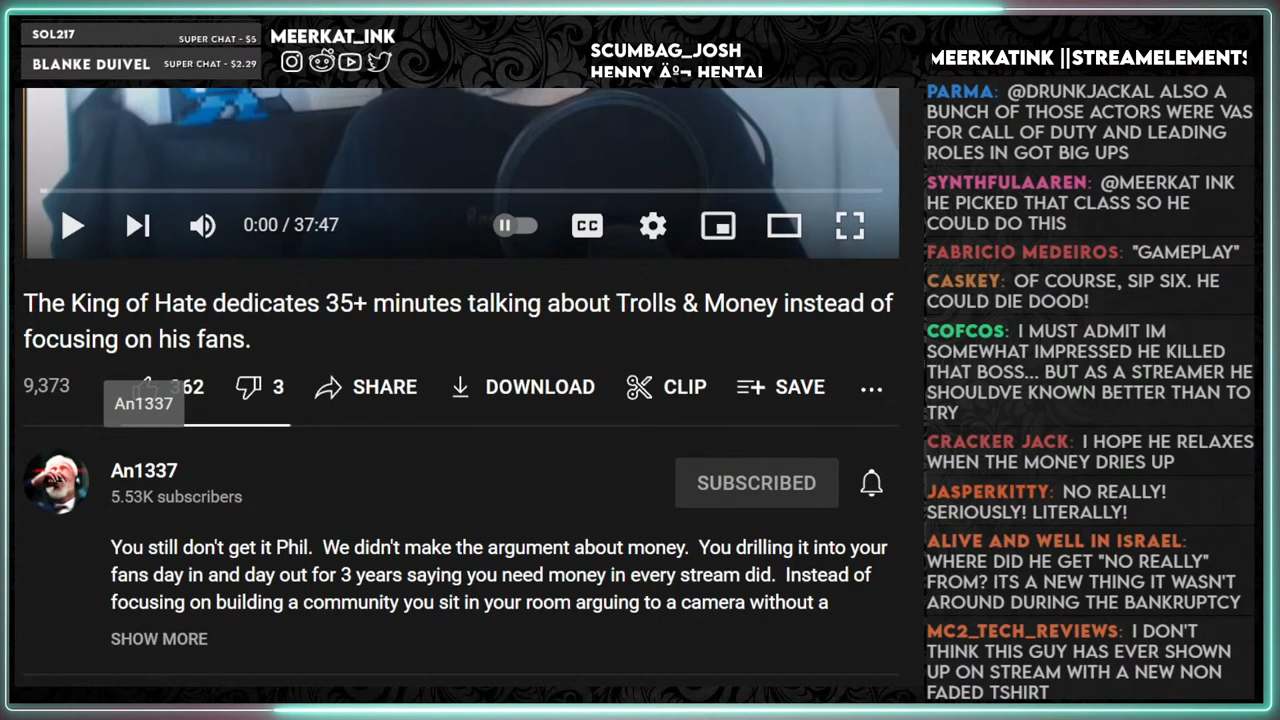 SOL217
SUPER CHAT - $5
BLANKE DUIVEL
SUPER CHAT - $2.29
MEERKAT_INK
SCUMBAG_JOSH
HENNY Äº¬ HENTAI
MEERKATINK ||STREAMELEMENTS
0:00 / 37:47
CC
The King of Hate dedicates 35+ minutes talking about Trolls & Money instead of
focusing on his fans.
9,373
362
3
SHARE
DOWNLOAD
CLIP
SAVE
An1337
An1337
5.53K subscribers
SUBSCRIBED
You still don't get it Phil. We didn't make the argument about money. You drilling it into your
fans day in and day out for 3 years saying you need money in every stream did. Instead of
focusing on building a community you sit in your room arguing to a camera without a
SHOW MORE
PARMA: @DRUNKJACKAL ALSO A
BUNCH OF THOSE ACTORS WERE VAS
FOR CALL OF DUTY AND LEADING
ROLES IN GOT BIG UPS
SYNTHFULAAREN: @MEERKAT INK
HE PICKED THAT CLASS SO HE
COULD DO THIS
FABRICIO MEDEIROS: "GAMEPLAY"
CASKEY: OF COURSE, SIP SIX. HE
COULD DIE DOOD!
COFCOS: I MUST ADMIT IM
SOMEWHAT IMPRESSED HE KILLED
THAT BOSS... BUT AS A STREAMER HE
SHOULDVE KNOWN BETTER THAN TO
TRY
CRACKER JACK: I HOPE HE RELAXES
WHEN THE MONEY DRIES UP
JASPERKITTY: NO REALLY!
SERIOUSLY! LITERALLY!
ALIVE AND WELL IN ISRAEL:
WHERE DID HE GET "NO REALLY"
FROM? ITS A NEW THING IT WASN'T
AROUND DURING THE BANKRUPTCY
MC2_TECH_REVIEWS: I DON'T
THINK THIS GUY HAS EVER SHOWN
UP ON STREAM WITH A NEW NON
FADED TSHIRT